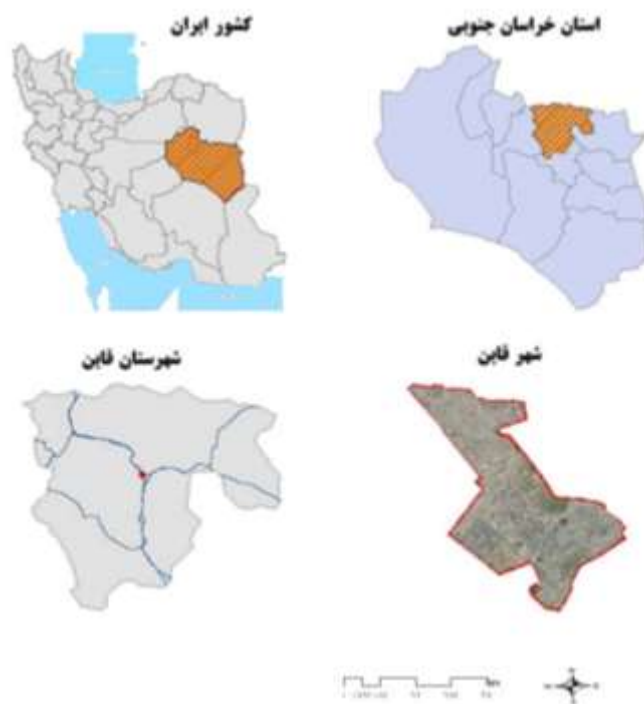 استان خراسان جنوبی
کشور ایران
شهر قاین
شهرستان قاین